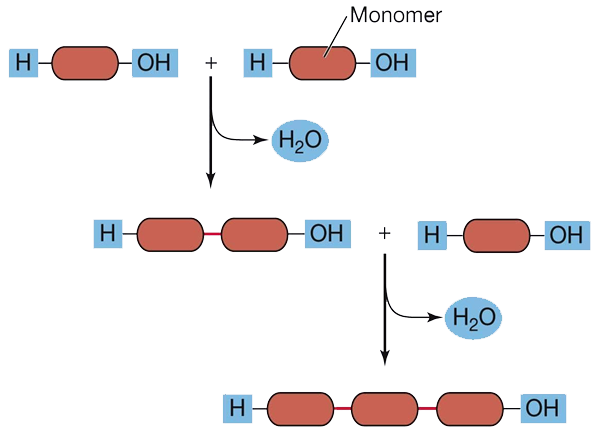 Monomer
H OH + H OH
H₂O
H OH + H OH
H₂O
H OH